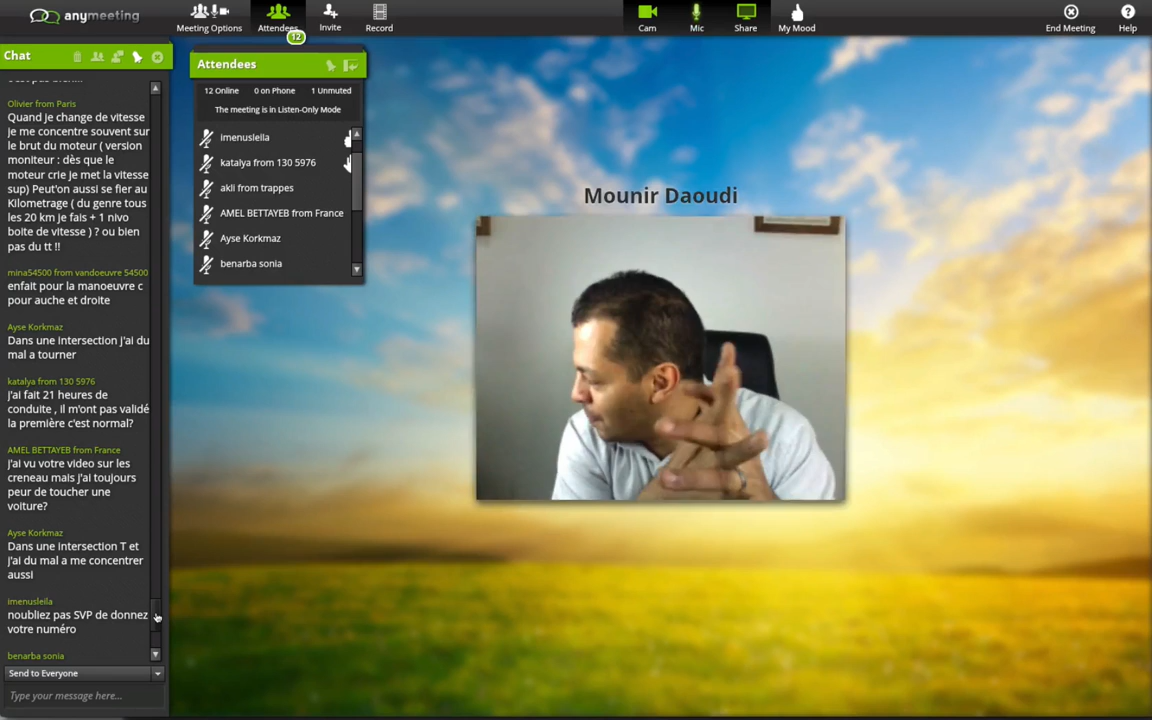 anymeeting
Meeting Options
Attendees
12
Invite
Record
Cam
Mic
Share
My Mood
End Meeting
Help
Chat
Olivier from Paris
Quand je change de vitesse
je me concentre souvent sur
le brut du moteur ( version
moniteur : dès que le
moteur crie je met la vitesse
sup) Peut'on aussi se fier au
Kilometrage ( du genre tous
les 20 km je fais + 1 nivo
boite de vitesse ) ? ou bien
pas du tt !!
mina54500 from vandoeuvre 54500
enfait pour la manoeuvre c
pour auche et droite
Ayse Korkmaz
Dans une intersection j'ai du
mal a tourner
katalya from 130 5976
j'ai fait 21 heures de
conduite , il m'ont pas validé
la première c'est normal?
AMEL BETTAYEB from France
j'ai vu votre video sur les
creneau mais j'ai toujours
peur de toucher une
voiture?
Ayse Korkmaz
Dans une intersection T et
j'ai du mal a me concentrer
aussi
imenusleila
noubliez pas SVP de donnez
votre numéro
benarba sonia
Send to Everyone
Type your message here...
Attendees
12 Online 0 on Phone 1 Unmuted
The meeting is in Listen-Only Mode
imenusleila
katalya from 130 5976
akli from trappes
AMEL BETTAYEB from France
Ayse Korkmaz
benarba sonia
Mounir Daoudi